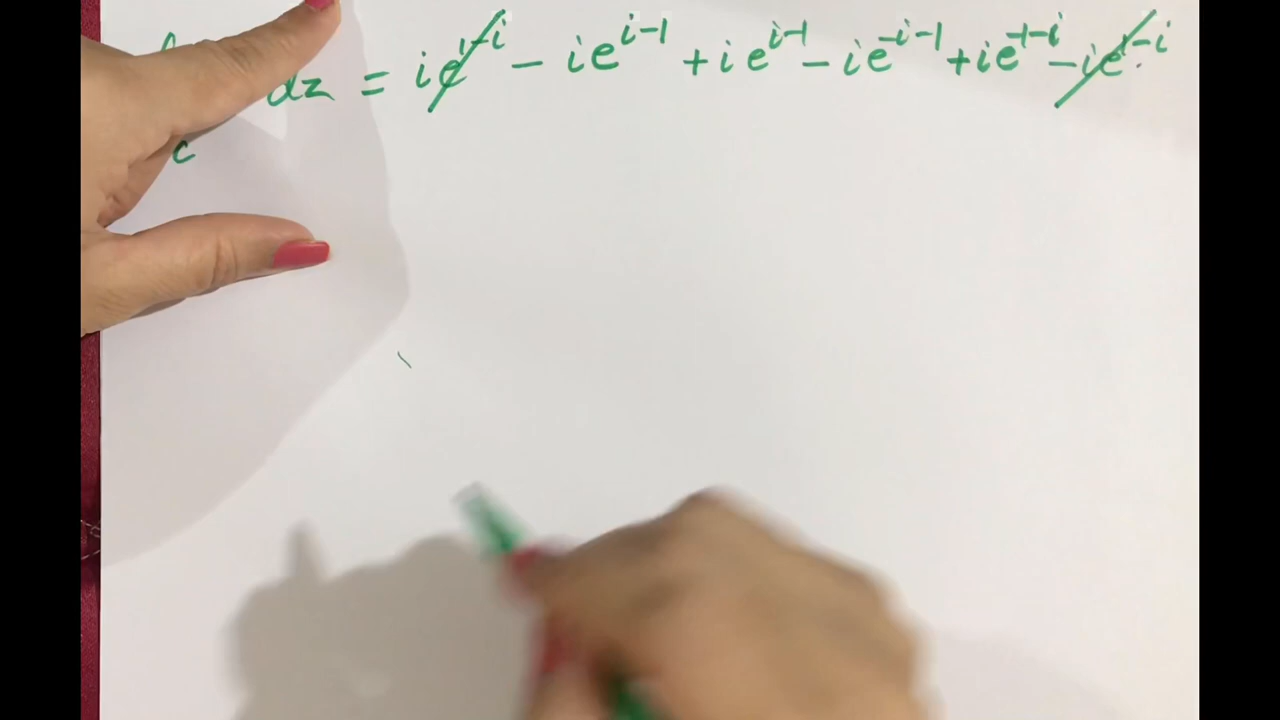 dz = ie^{1-i} - ie^{i-1} + ie^{i-1} - ie^{-i-1} + ie^{-1-i} - ie^{1-i}
c